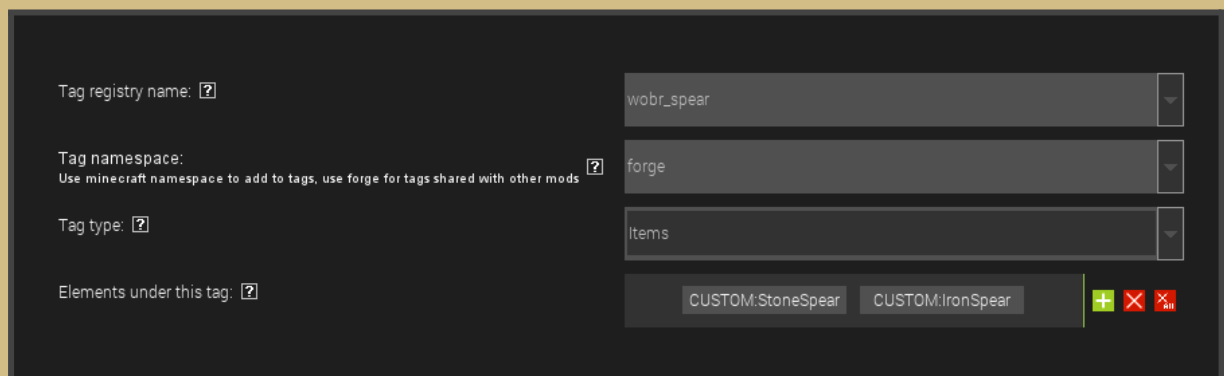 Tag registry name: ?
wobr_spear
Tag namespace:
Use minecraft namespace to add to tags, use forge for tags shared with other mods ?
forge
Tag type: ?
Items
Elements under this tag: ?
CUSTOM:StoneSpear CUSTOM:IronSpear
All